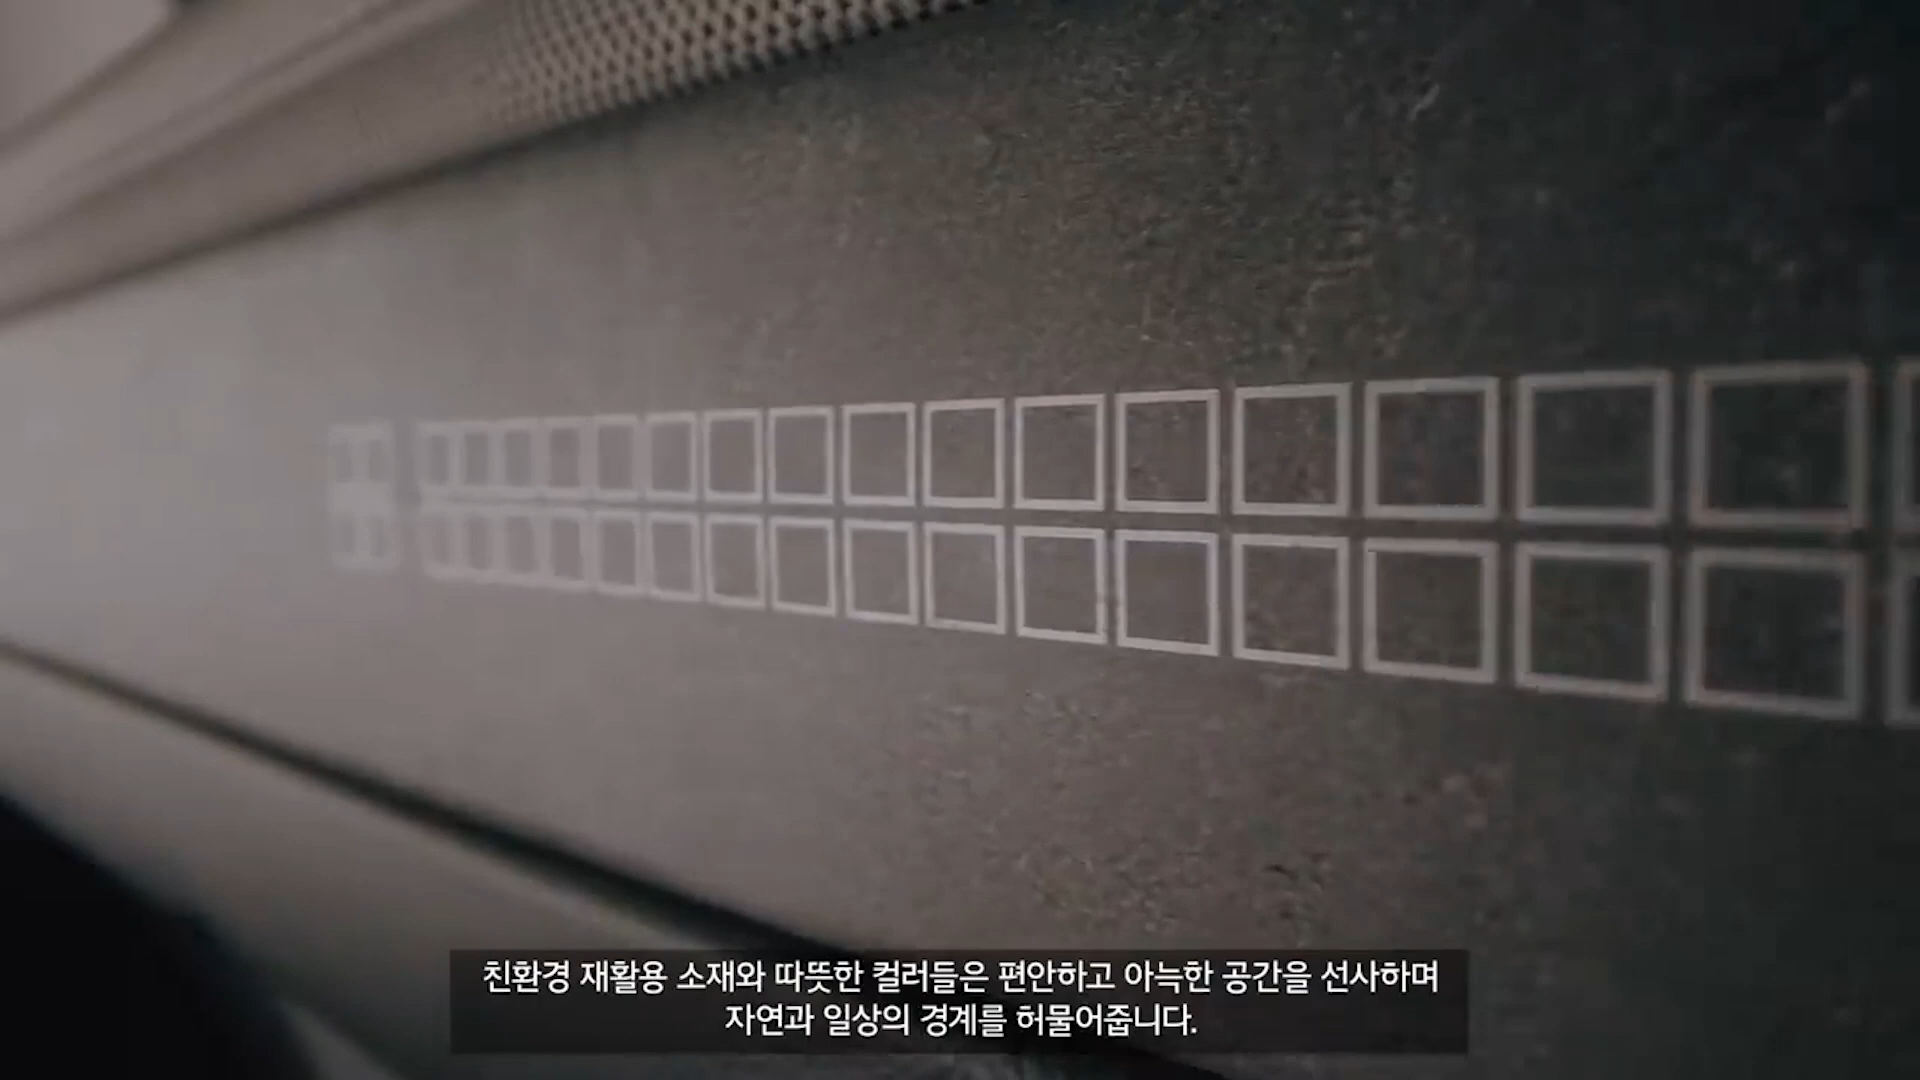 친환경 재활용 소재와 따뜻한 컬러들은 편안하고 아늑한 공간을 선사하며
자연과 일상의 경계를 허물어줍니다.